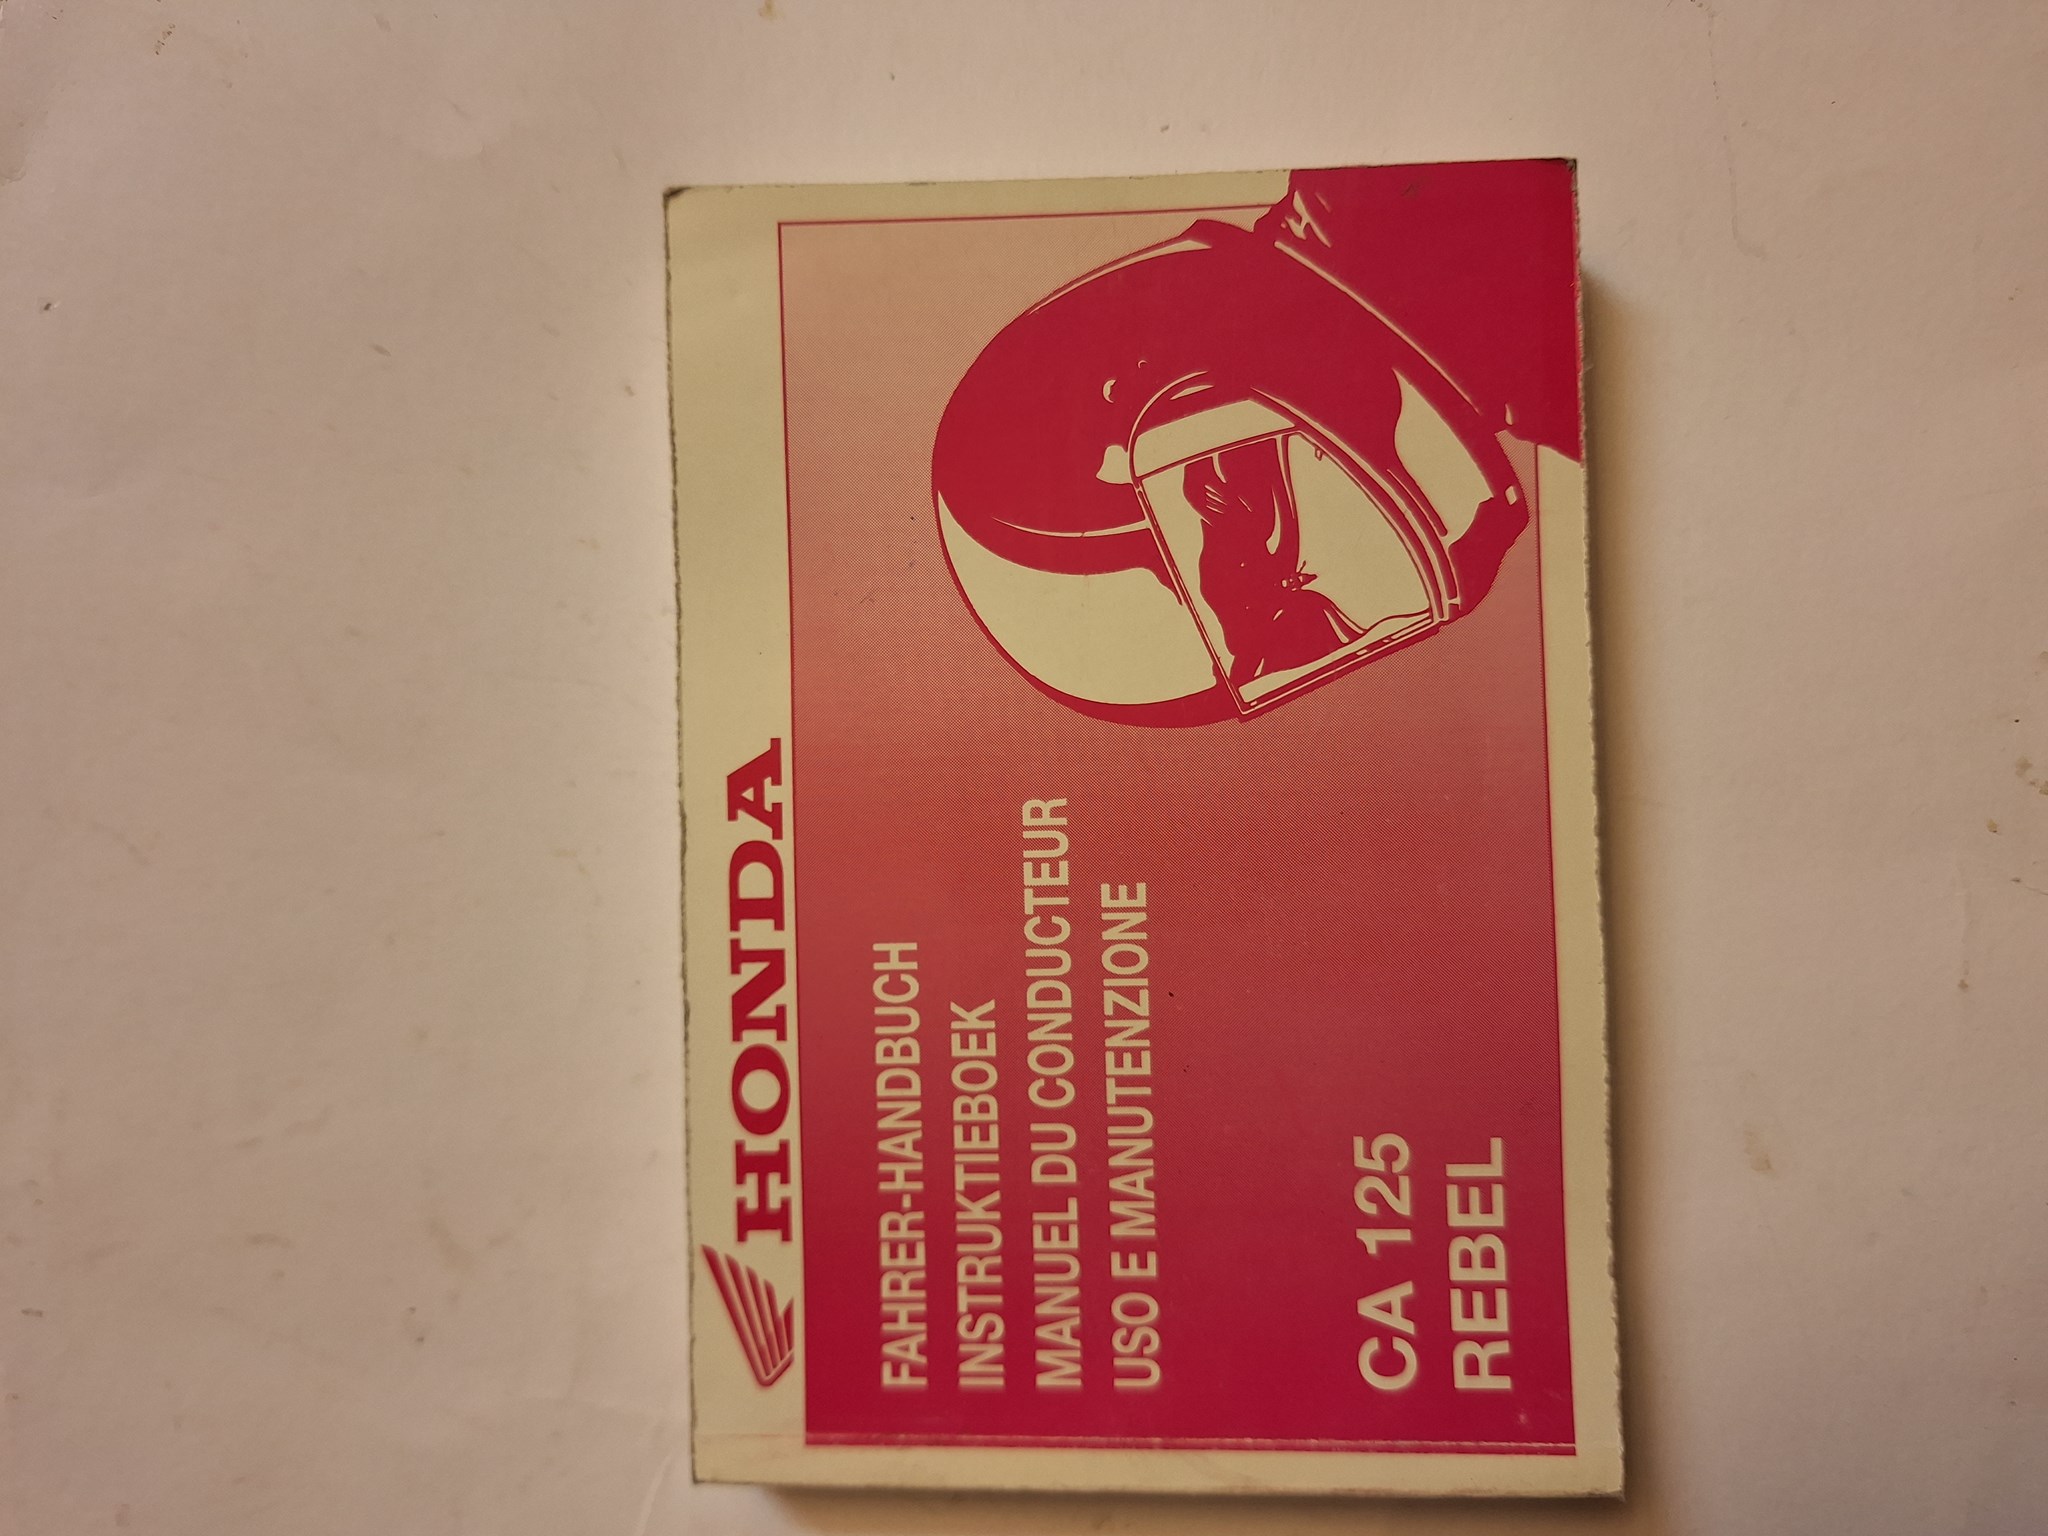 HONDA
FAHRER-HANDBUCH
INSTRUKTIEBOEK
MANUEL DU CONDUCTEUR
USO E MANUTENZIONE
CA 125
REBEL